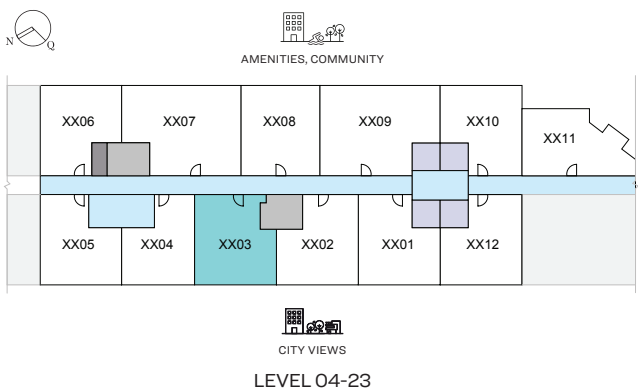 N
Q
AMENITIES, COMMUNITY
XX06 XX07 XX08 XX09 XX10 XX11
XX05 XX04 XX03 XX02 XX01 XX12
CITY VIEWS
LEVEL 04-23